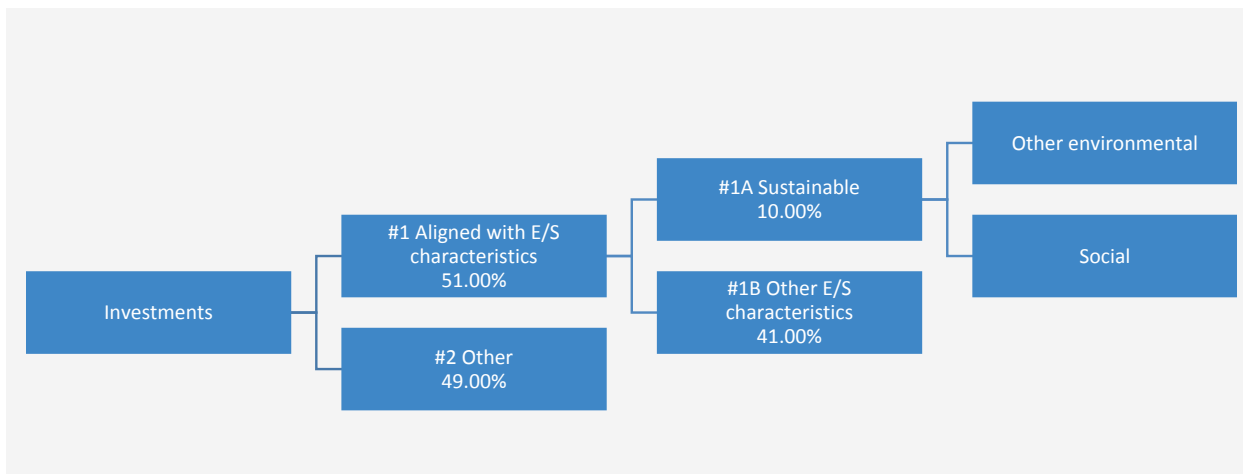 Investments
#1 Aligned with E/S
characteristics
51.00%
#2 Other
49.00%
#1A Sustainable
10.00%
#1B Other E/S
characteristics
41.00%
Other environmental
Social